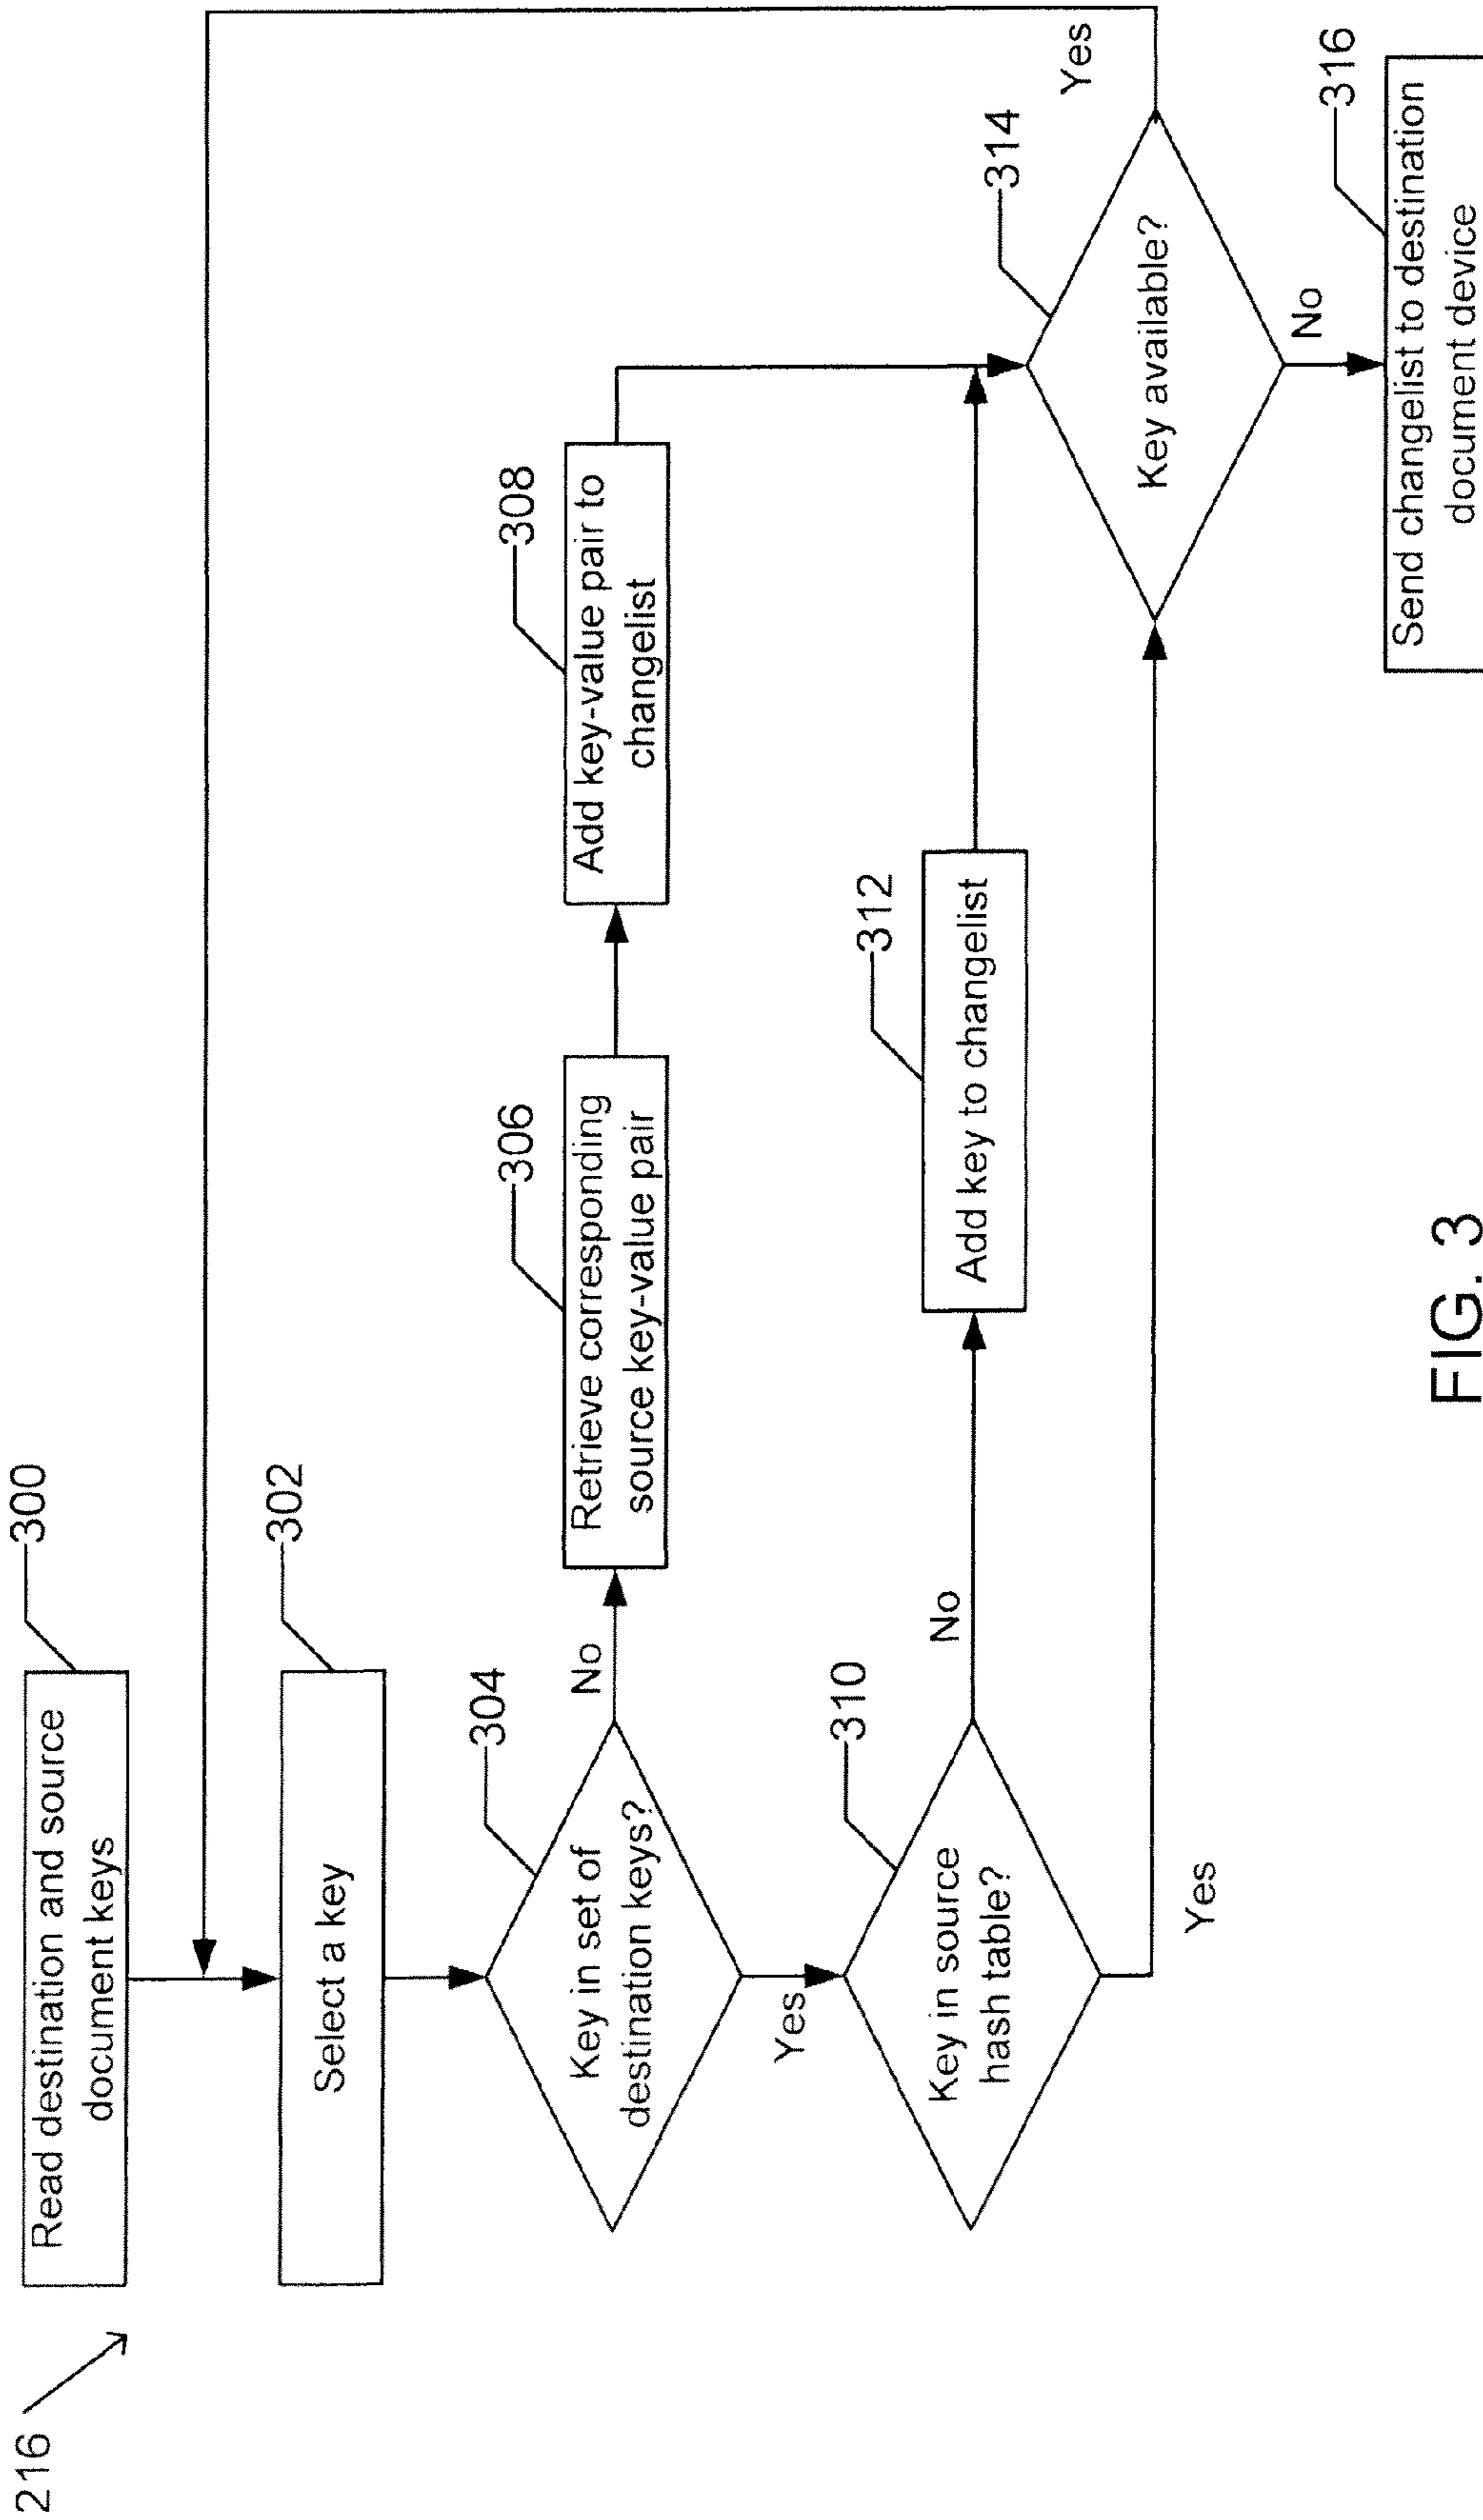 216
300
Read destination and source
document keys
302
Select a key
304
Key in set of
destination keys?
No
Yes
306
Retrieve corresponding
source key-value pair
308
Add key-value pair to
changelist
310
Key in source
hash table?
No
Yes
312
Add key to changelist
314
Key available?
Yes
No
316
Send changelist to destination
document device
FIG. 3